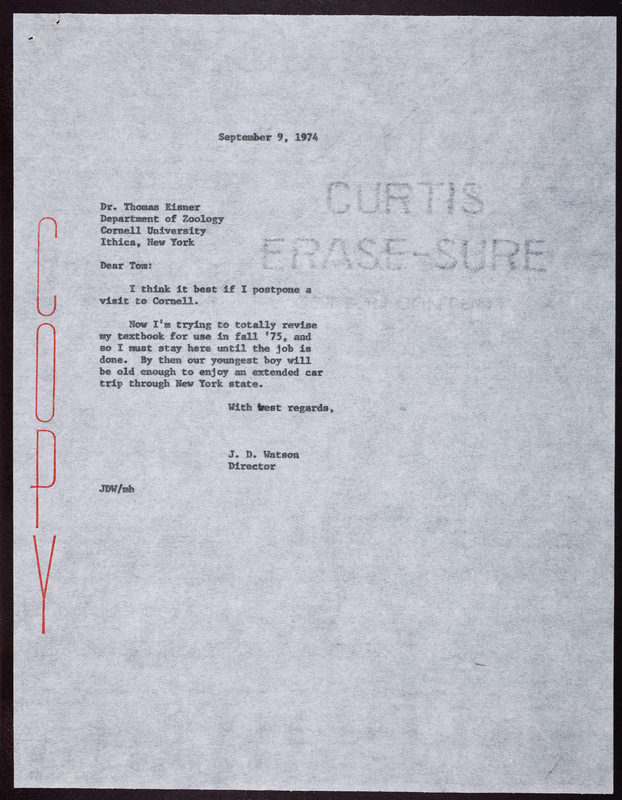 September 9, 1974
CURTIS
ERASE-SURE
Dr. Thomas Eisner
Department of Zoology
Cornell University
Ithica, New York
Dear Tom:
I think it best if I postpone a
visit to Cornell.
Now I'm trying to totally revise
my textbook for use in fall '75, and
so I must stay here until the job is
done. By then our youngest boy will
be old enough to enjoy an extended car
trip through New York state.
With best regards,
J. D. Watson
Director
JDW/mh
COPY